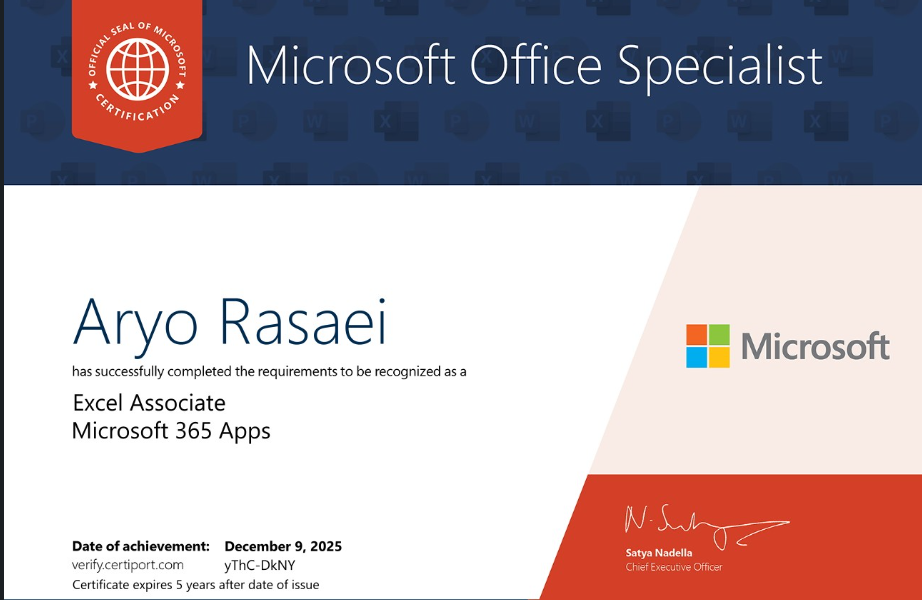 OFFICIAL SEAL OF MICROSOFT
CERTIFICATION
Microsoft Office Specialist
Aryo Rasaei
has successfully completed the requirements to be recognized as a
Excel Associate
Microsoft 365 Apps
Microsoft
Date of achievement: December 9, 2025
verify.certiport.com yThC-DkNY
Certificate expires 5 years after date of issue
Satya Nadella
Chief Executive Officer